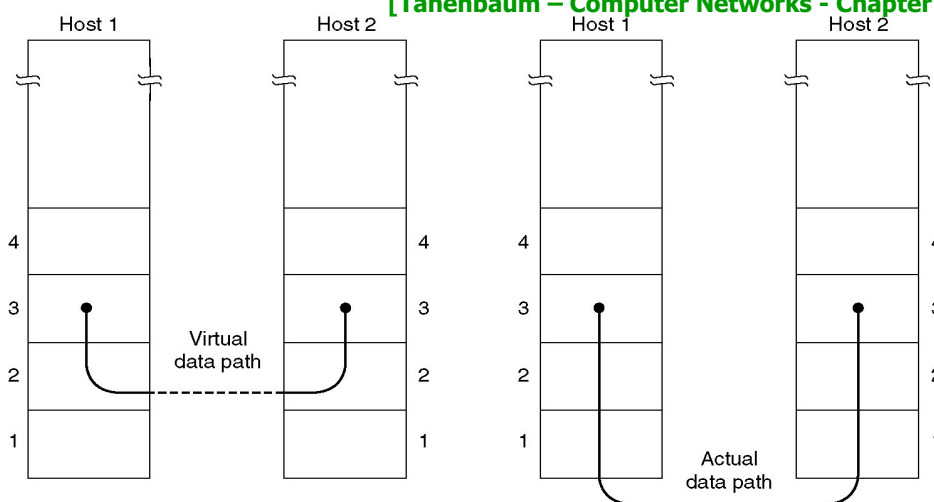 [Tanenbaum – Computer Networks - Chapter
Host 1
Host 2
Host 1
Host 2
4
4
4
3
3
3
Virtual
data path
2
2
2
1
1
1
Actual
data path